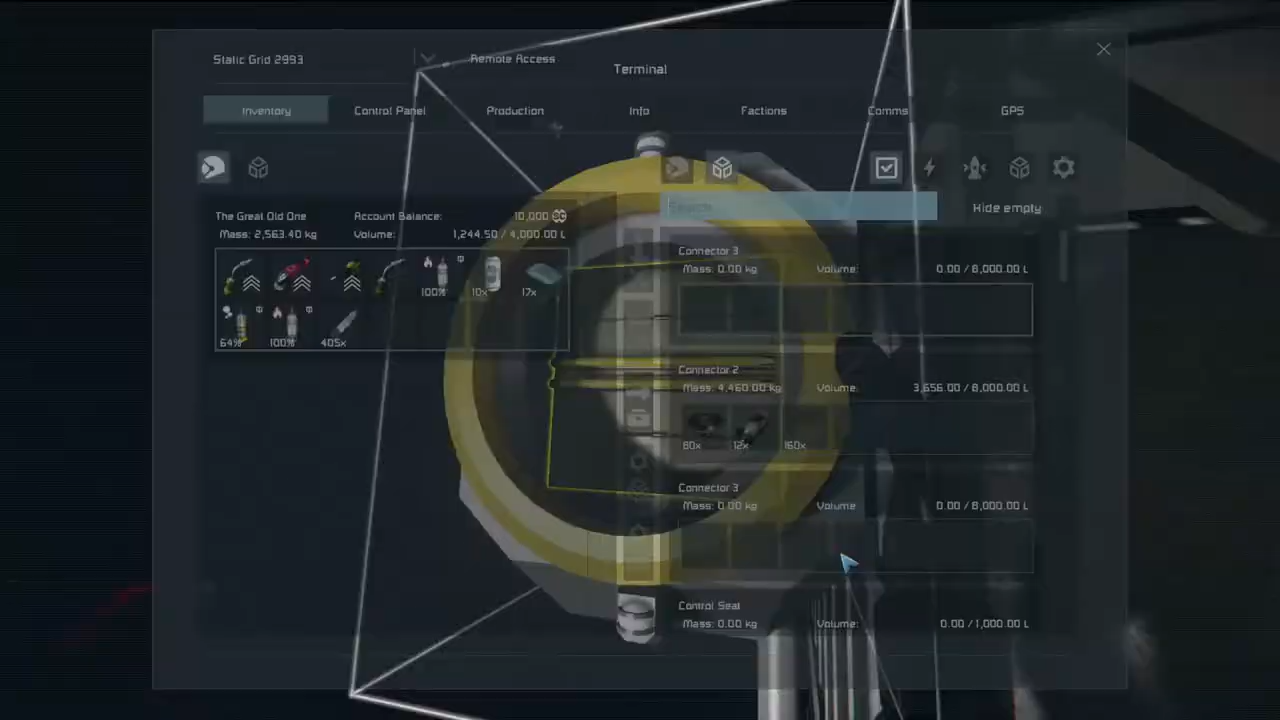 Static Grid 2993
Remote Access
Terminal
Inventory
Control Panel
Production
Info
Factions
Comms
GPS
The Great Old One
Account Balance: 10,000
Mass: 2,563.40 kg
Volume: 1,244.50 / 4,000.00 L
100%
10x
17x
64%
100%
405x
Search
Hide empty
Connector 3
Mass: 0.00 kg
Volume: 0.00 / 8,000.00 L
Connector 2
Mass: 4,460.00 kg
Volume: 3,656.00 / 8,000.00 L
80x
12x
160x
Connector 3
Mass: 0.00 kg
Volume 0.00 / 8,000.00 L
Control Seat
Mass: 0.00 kg
Volume: 0.00 / 1,000.00 L